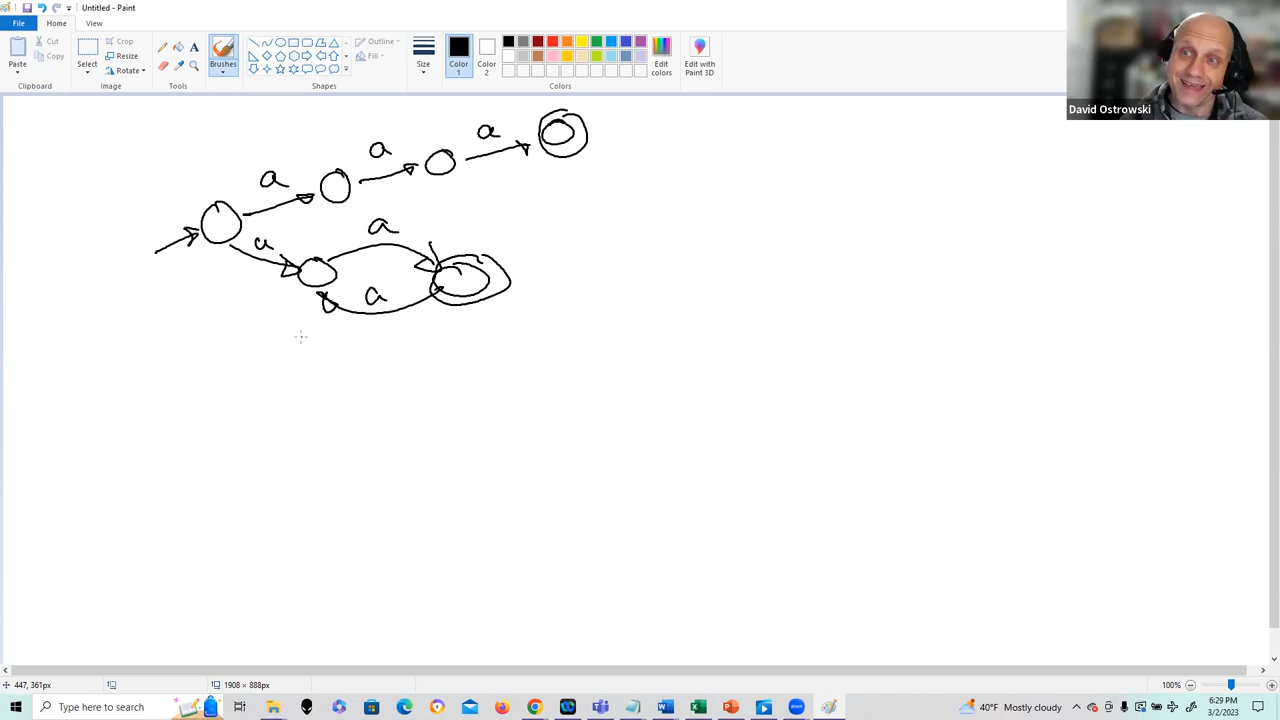 Untitled - Paint
File Home View
Paste
Cut
Copy
Clipboard
Select
Crop
Resize
Rotate
Image
A
Tools
Brushes
Shapes
Outline
Fill
Size
Color 1
Color 2
Colors
Edit colors
Edit with Paint 3D
David Ostrowski
a
a
a
a
a
a
447, 361px
1908 × 888px
100%
Type here to search
40°F Mostly cloudy
6:29 PM
3/2/2023